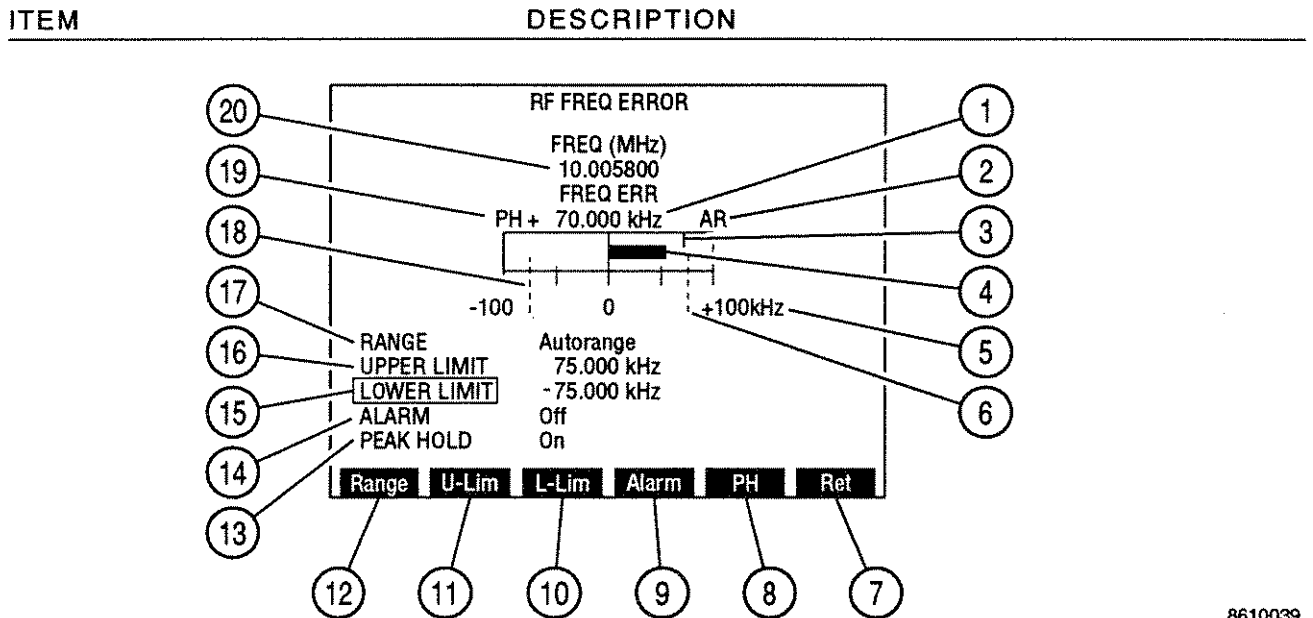 ITEM DESCRIPTION
RF FREQ ERROR
FREQ (MHz)
10.005800
FREQ ERR
PH + 70.000 kHz AR
-100 0 +100kHz
RANGE Autorange
UPPER LIMIT 75.000 kHz
LOWER LIMIT -75.000 kHz
ALARM Off
PEAK HOLD On
Range U-Lim L-Lim Alarm PH Ret
20
19
18
17
16
15
14
13
12
11
10
9
8
7
1
2
3
4
5
6
8610039